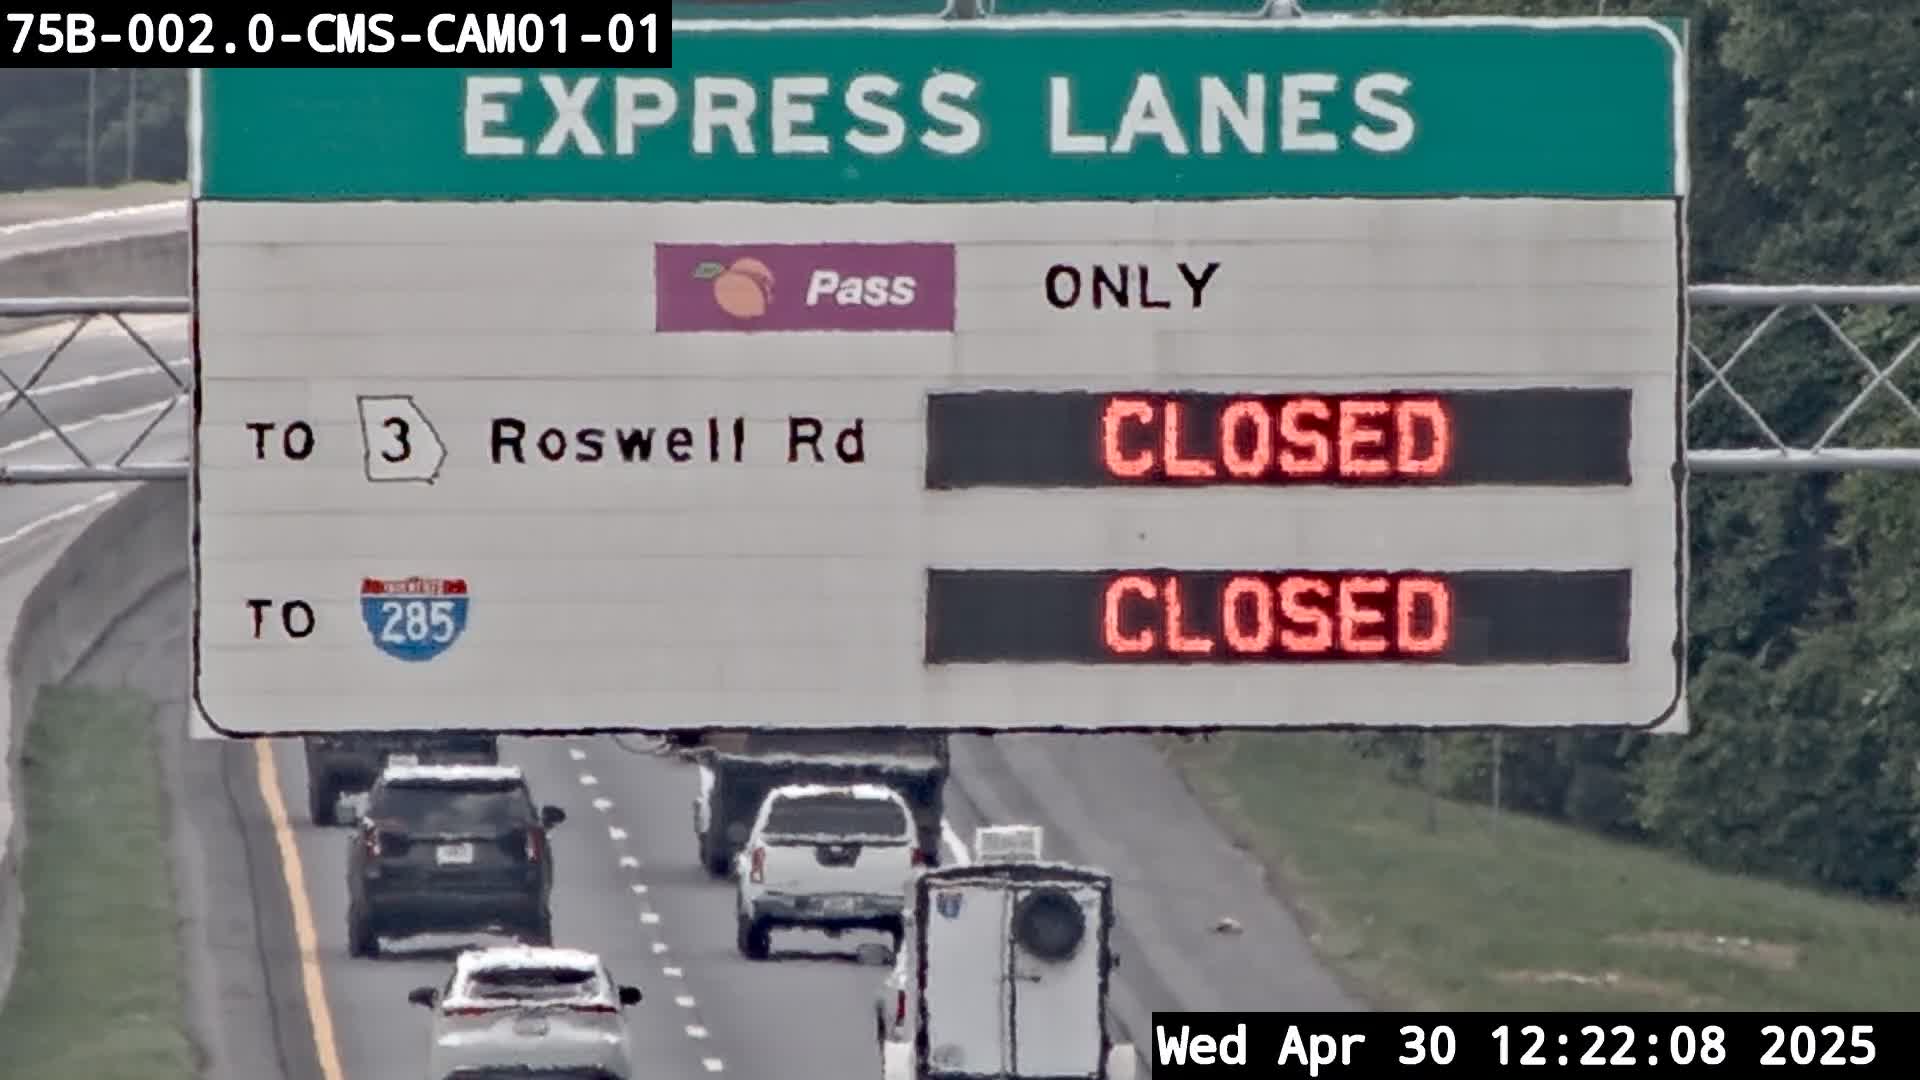 75B-002.0-CMS-CAM01-01
EXPRESS LANES
Pass ONLY
TO 3 Roswell Rd CLOSED
TO 285 CLOSED
Wed Apr 30 12:22:08 2025